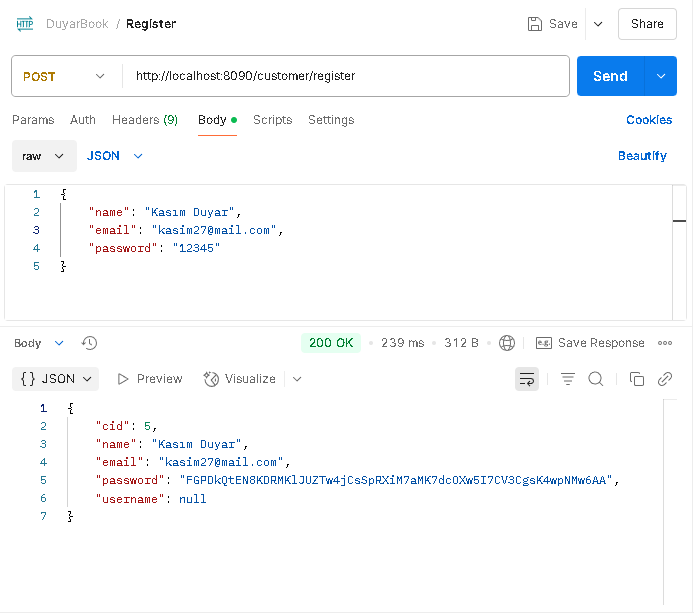 HTTP DuyarBook / Register Save Share
POST http://localhost:8090/customer/register Send
Params Auth Headers (9) Body Scripts Settings Cookies
raw JSON Beautify
1 {
2 "name": "Kasım Duyar",
3 "email": "kasim27@mail.com",
4 "password": "12345"
5 }
Body 200 OK • 239 ms • 312 B • e.g. Save Response
{} JSON Preview Visualize
1 {
2 "cid": 5,
3 "name": "Kasım Duyar",
4 "email": "kasim27@mail.com",
5 "password": "FGPDkQtEN8KDRMKlJUZTw4jCsSpRXiM7aMK7dcOXw5I7CV3CgsK4wpNMw6AA",
6 "username": null
7 }